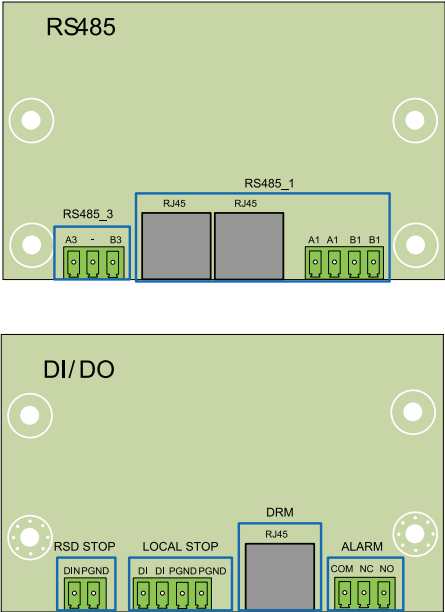 RS485
RS485_1
RJ45 RJ45
RS485_3
A3 - B3
A1 A1 B1 B1
DI/DO
DRM
RJ45
RSD STOP LOCAL STOP ALARM
DIN PGND DI DI PGND PGND COM NC NO